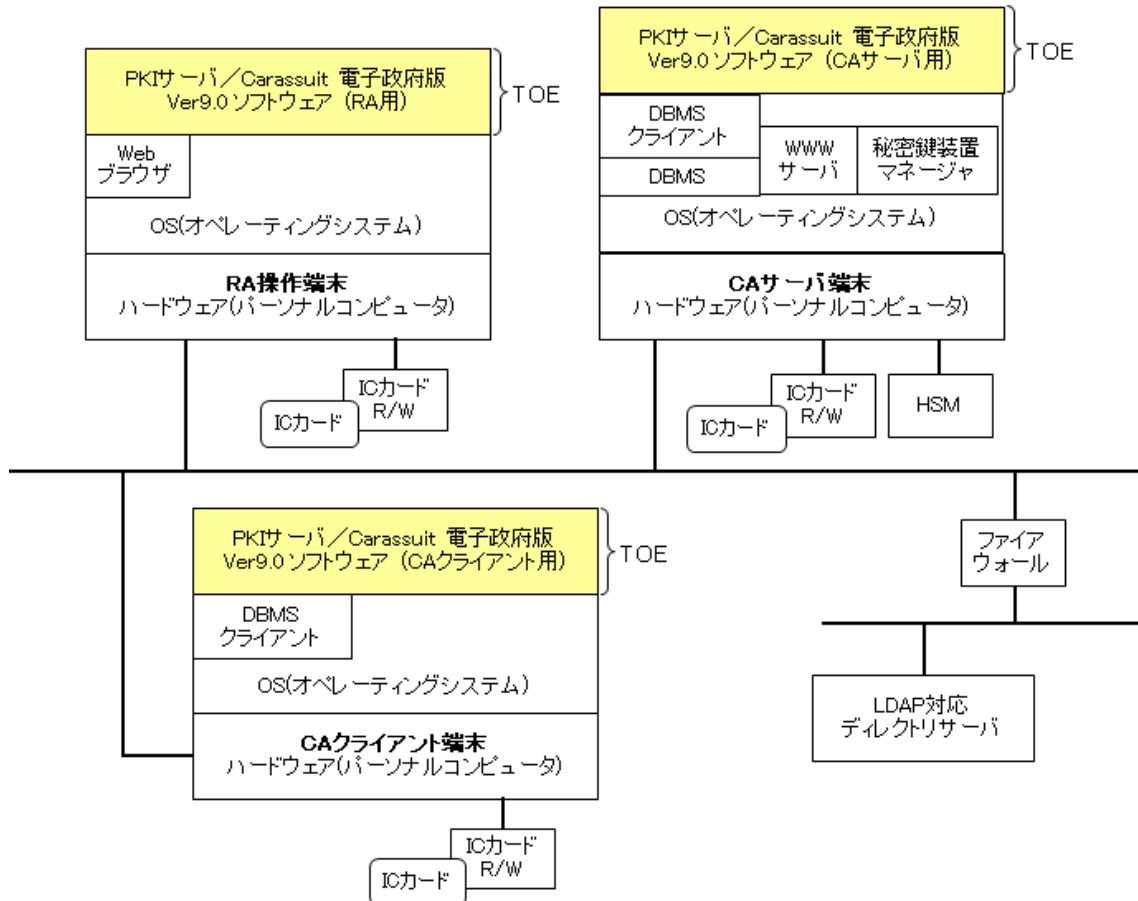 PKIサーバ／Carassuit 電子政府版
Ver9.0 ソフトウェア（RA用）
TOE
Web
ブラウザ
OS(オペレーティングシステム)
RA操作端末
ハードウェア(パーソナルコンピュータ)
ICカード
R/W
ICカード
PKIサーバ／Carassuit 電子政府版
Ver9.0 ソフトウェア（CAサーバ用）
TOE
DBMS
クライアント
DBMS
WWW
サーバ
秘密鍵装置
マネージャ
OS(オペレーティングシステム)
CAサーバ端末
ハードウェア(パーソナルコンピュータ)
ICカード
R/W
ICカード
HSM
PKIサーバ／Carassuit 電子政府版
Ver9.0 ソフトウェア（CAクライアント用）
TOE
DBMS
クライアント
OS(オペレーティングシステム)
CAクライアント端末
ハードウェア(パーソナルコンピュータ)
ICカード
R/W
ICカード
ファイア
ウォール
LDAP対応
ディレクトリサーバ